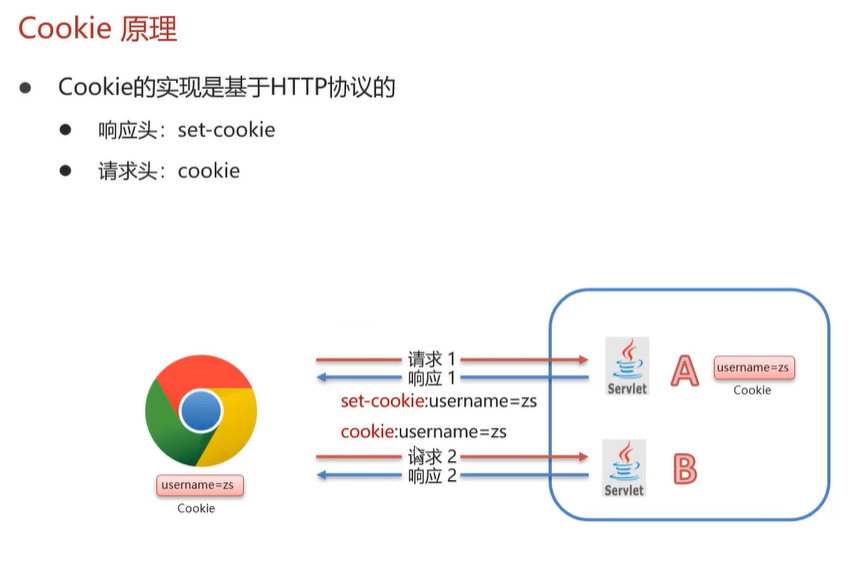 Cookie 原理
Cookie的实现是基于HTTP协议的
响应头：set-cookie
请求头：cookie
请求 1
响应 1
set-cookie:username=zs
cookie:username=zs
请求 2
响应 2
Servlet
A
username=zs
Cookie
Servlet
B
username=zs
Cookie